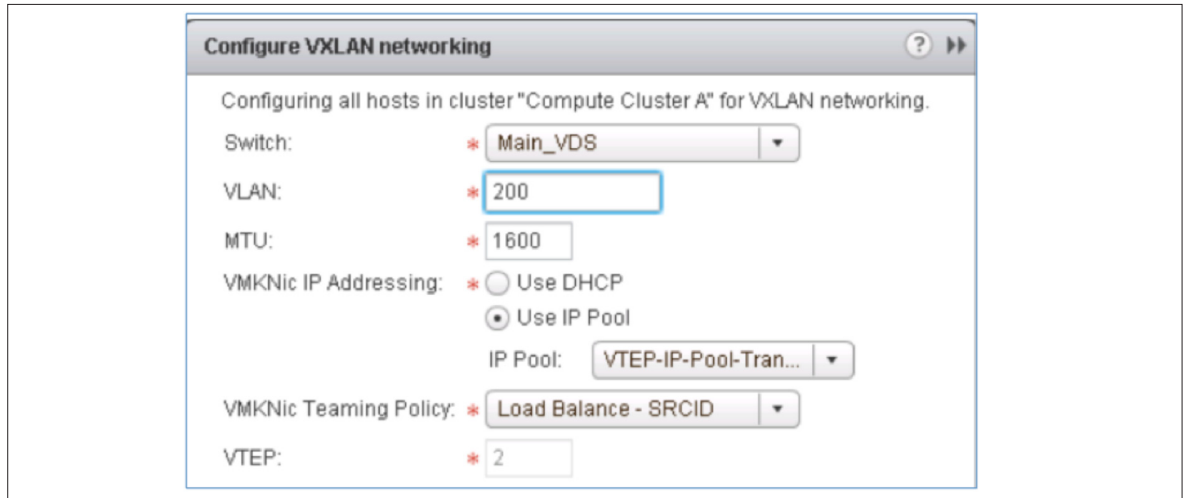 Configure VXLAN networking
Configuring all hosts in cluster "Compute Cluster A" for VXLAN networking.
Switch: * Main_VDS
VLAN: * 200
MTU: * 1600
VMKNic IP Addressing: * Use DHCP
Use IP Pool
IP Pool: VTEP-IP-Pool-Tran...
VMKNic Teaming Policy: * Load Balance - SRCID
VTEP: * 2